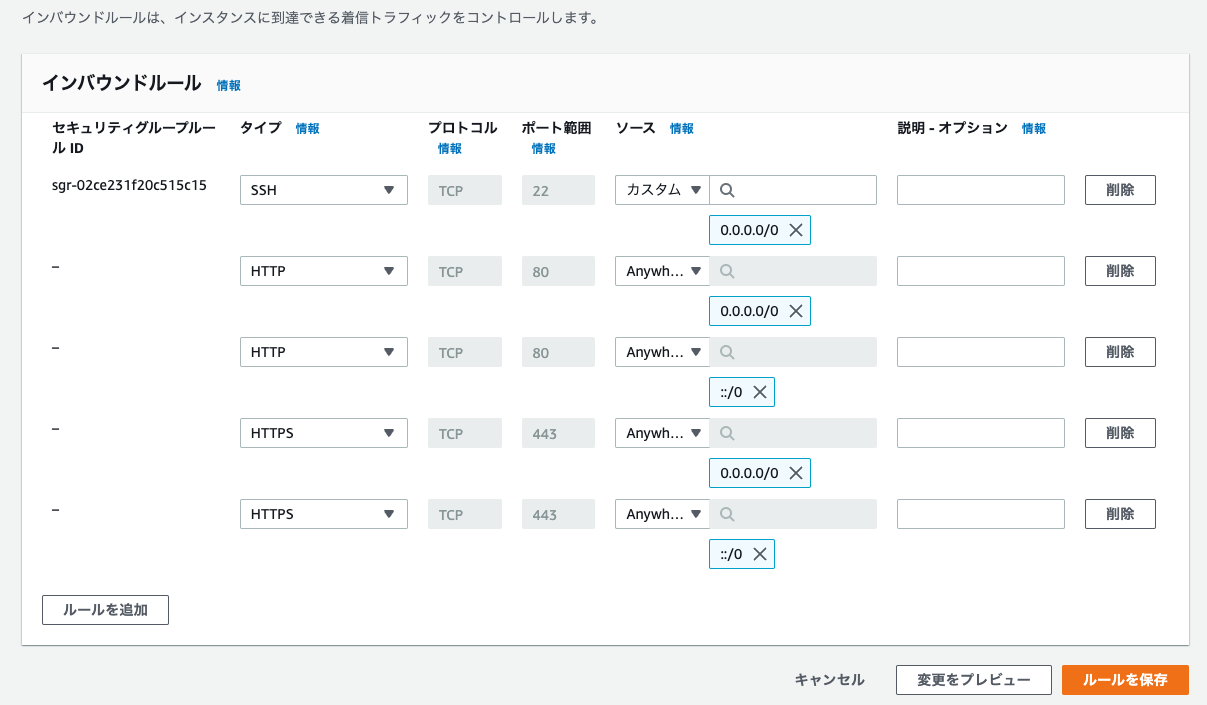 インバウンドルールは、インスタンスに到達できる着信トラフィックをコントロールします。
インバウンドルール 情報
セキュリティグループルー
ル ID
タイプ 情報
プロトコル
情報
ポート範囲
情報
ソース 情報
説明 - オプション 情報
sgr-02ce231f20c515c15 SSH TCP 22 カスタム 削除
0.0.0.0/0
– HTTP TCP 80 Anywh... 削除
0.0.0.0/0
– HTTP TCP 80 Anywh... 削除
::/0
– HTTPS TCP 443 Anywh... 削除
0.0.0.0/0
– HTTPS TCP 443 Anywh... 削除
::/0
ルールを追加
キャンセル 変更をプレビュー ルールを保存